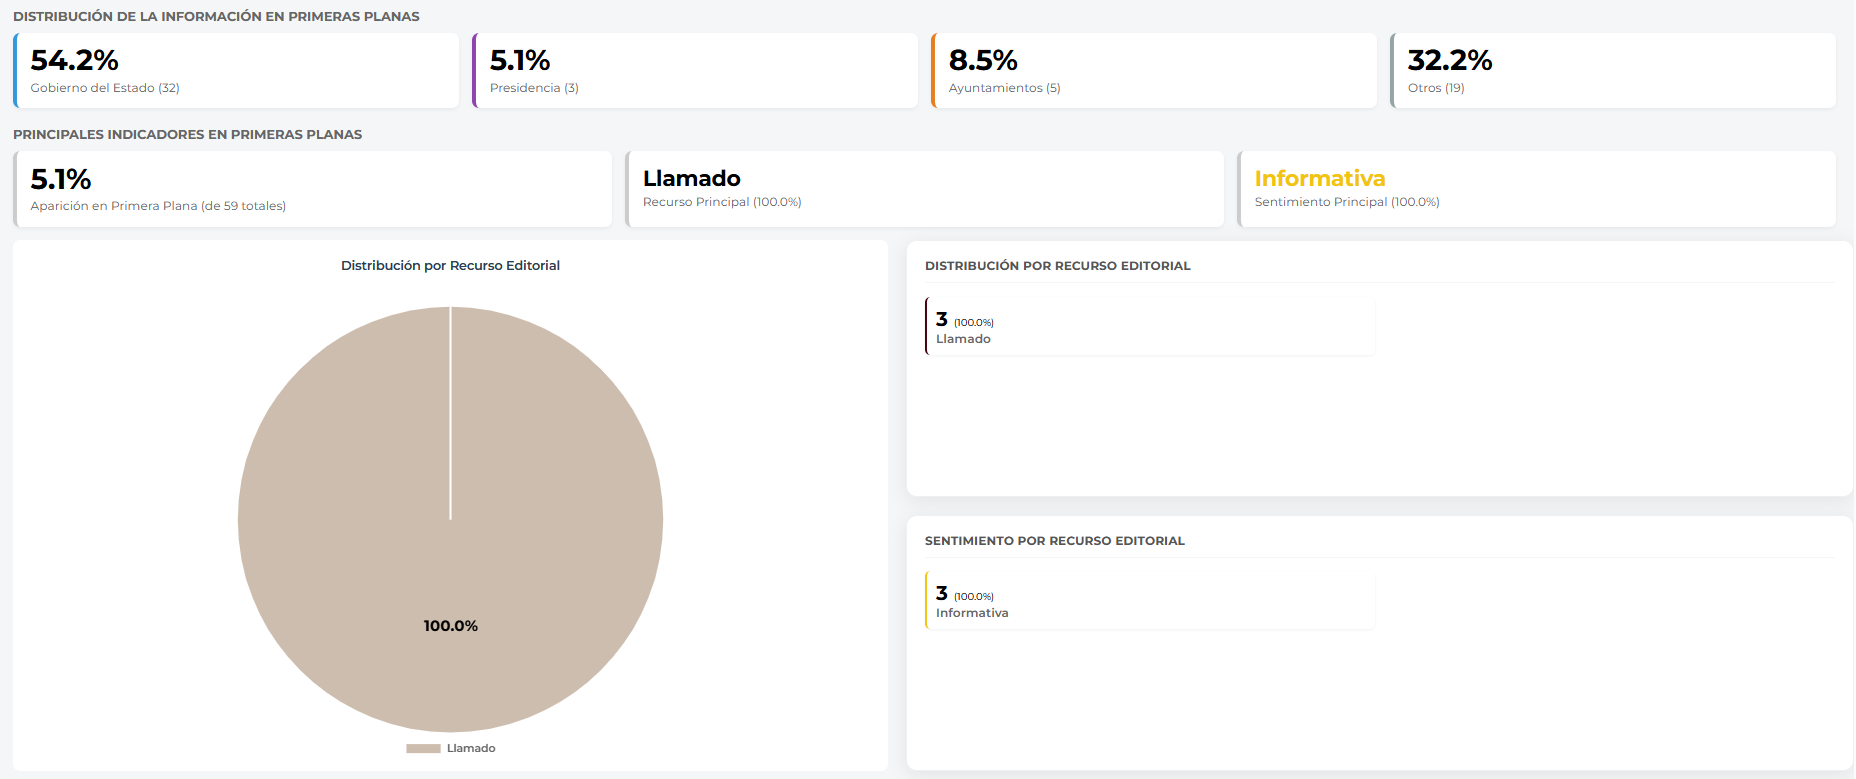 DISTRIBUCIÓN DE LA INFORMACIÓN EN PRIMERAS PLANAS
54.2%
Gobierno del Estado (32)
5.1%
Presidencia (3)
8.5%
Ayuntamientos (5)
32.2%
Otros (19)
PRINCIPALES INDICADORES EN PRIMERAS PLANAS
5.1%
Aparición en Primera Plana (de 59 totales)
Llamado
Recurso Principal (100.0%)
Informativa
Sentimiento Principal (100.0%)
Distribución por Recurso Editorial
100.0%
Llamado
DISTRIBUCIÓN POR RECURSO EDITORIAL
3 (100.0%)
Llamado
SENTIMIENTO POR RECURSO EDITORIAL
3 (100.0%)
Informativa